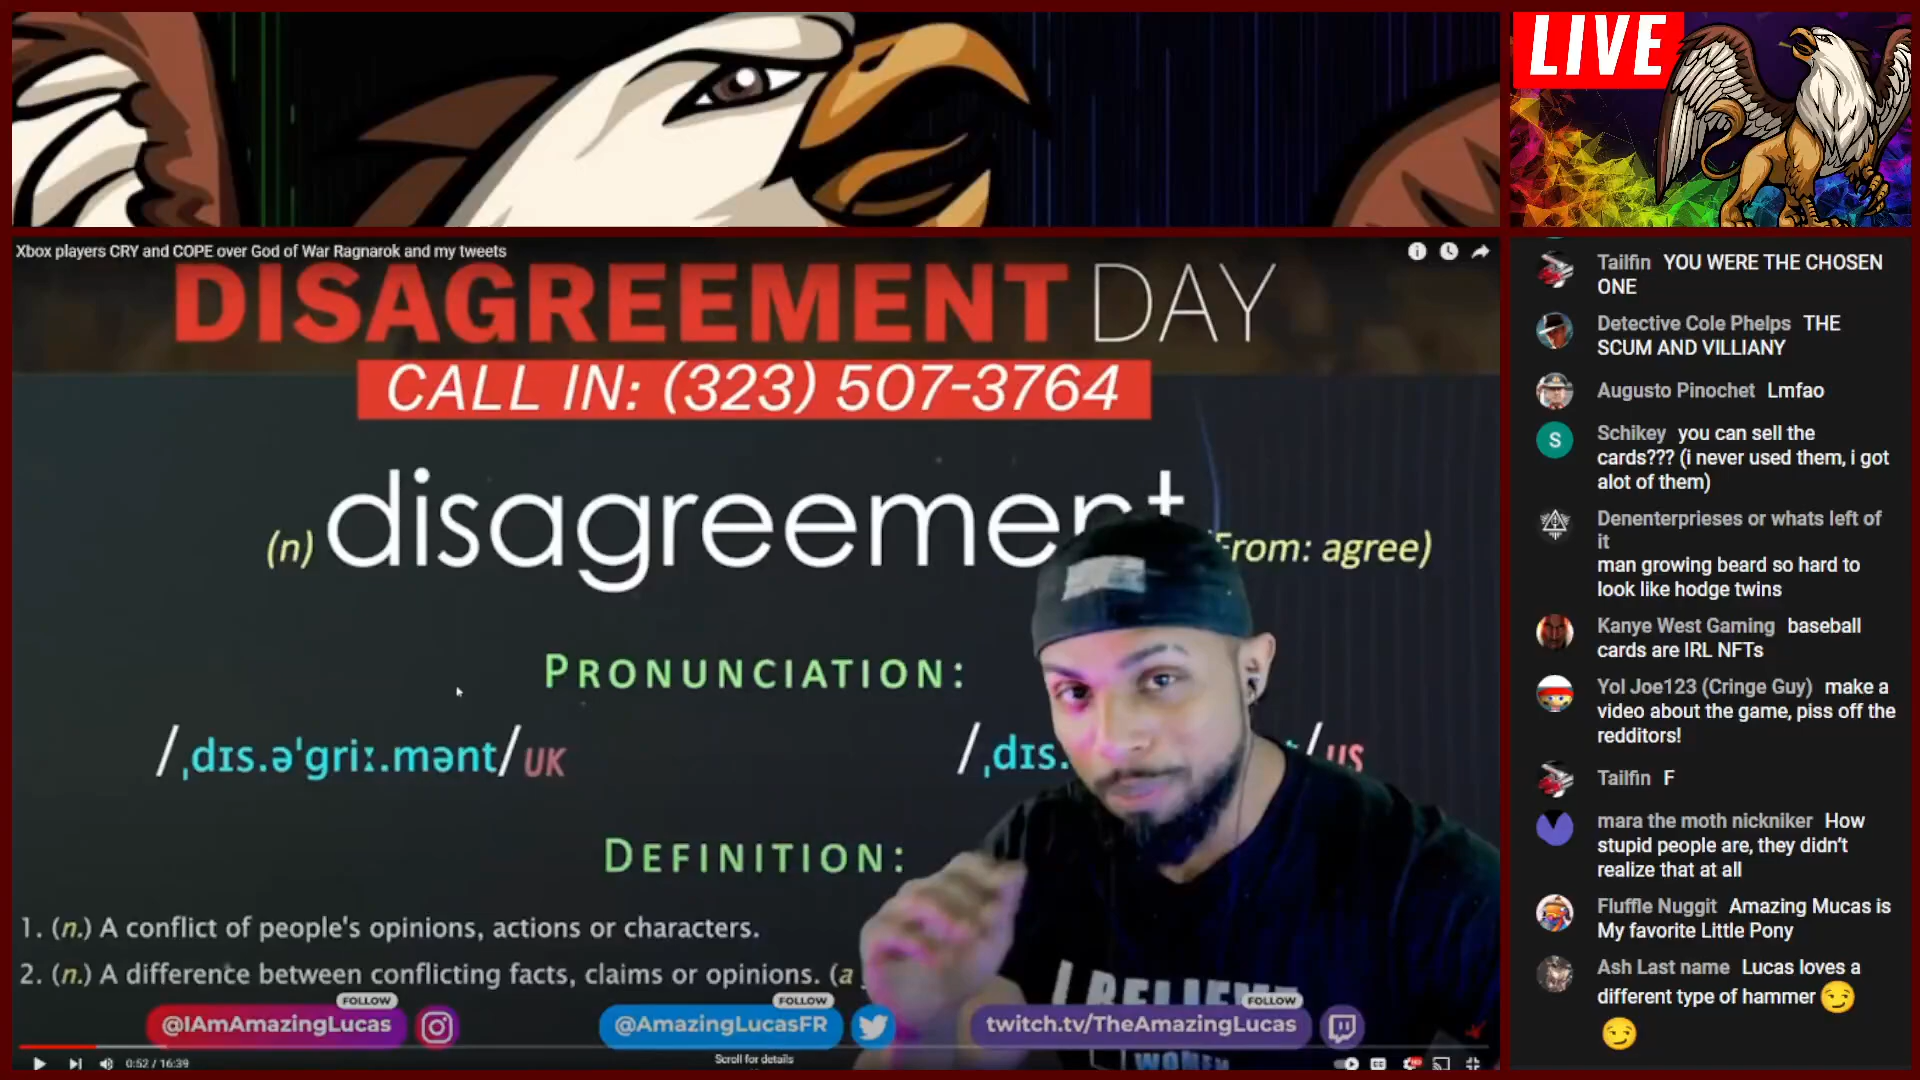 LIVE
Xbox players CRY and COPE over God of War Ragnarok and my tweets
DISAGREEMENT DAY
CALL IN: (323) 507-3764
(n) disagreement (From: agree)
PRONUNCIATION:
/ˌdɪs.əˈɡriː.mənt/ UK
/ˌdɪs. t/ US
DEFINITION:
1. (n.) A conflict of people's opinions, actions or characters.
2. (n.) A difference between conflicting facts, claims or opinions. (a
FOLLOW
@IAmAmazingLucas
FOLLOW
@AmazingLucasFR
FOLLOW
twitch.tv/TheAmazingLucas
I BELIEVE
WOMEN
0:52 / 16:39
Scroll for details
Tailfin YOU WERE THE CHOSEN
ONE
Detective Cole Phelps THE
SCUM AND VILLIANY
Augusto Pinochet Lmfao
S
Schikey you can sell the
cards??? (i never used them, i got
alot of them)
Denenterprieses or whats left of
it
man growing beard so hard to
look like hodge twins
Kanye West Gaming baseball
cards are IRL NFTs
Yol Joe123 (Cringe Guy) make a
video about the game, piss off the
redditors!
Tailfin F
mara the moth nickniker How
stupid people are, they didn't
realize that at all
Fluffle Nuggit Amazing Mucas is
My favorite Little Pony
Ash Last name Lucas loves a
different type of hammer 😏
😏